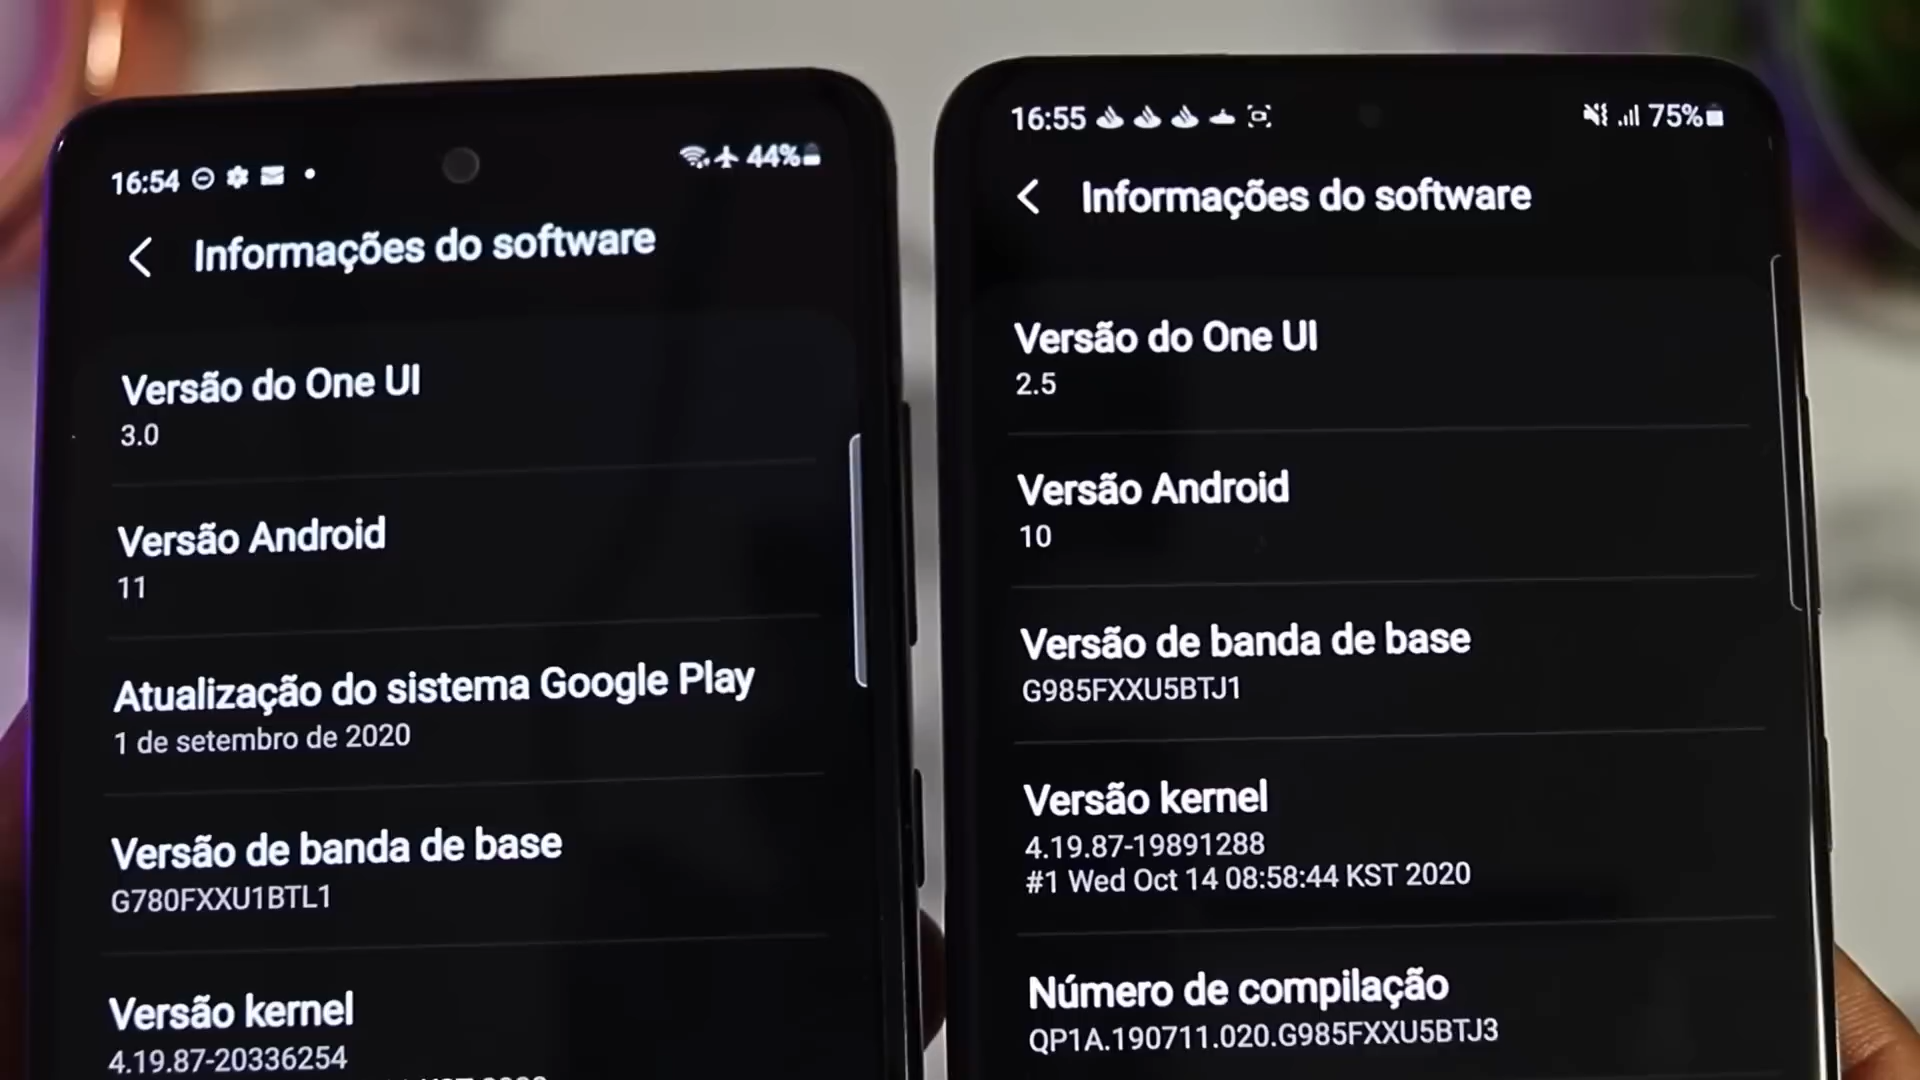 16:54
44%
Informações do software
Versão do One UI
3.0
Versão Android
11
Atualização do sistema Google Play
1 de setembro de 2020
Versão de banda de base
G780FXXU1BTL1
Versão kernel
4.19.87-20336254
16:55
75%
Informações do software
Versão do One UI
2.5
Versão Android
10
Versão de banda de base
G985FXXU5BTJ1
Versão kernel
4.19.87-19891288
#1 Wed Oct 14 08:58:44 KST 2020
Número de compilação
QP1A.190711.020.G985FXXU5BTJ3